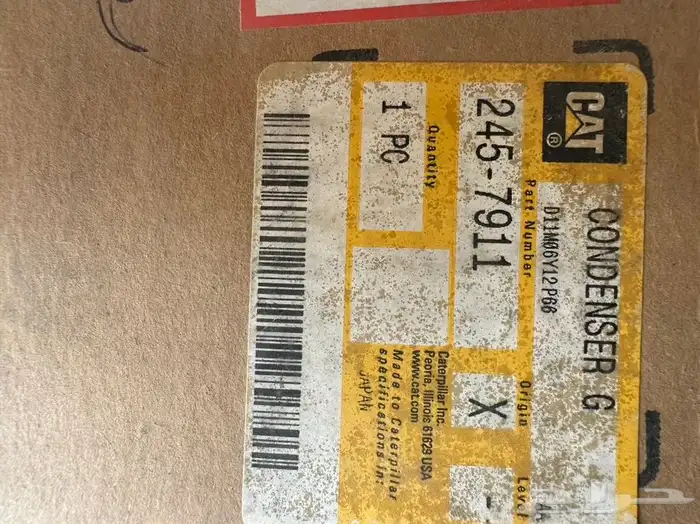 CAT
®
CONDENSER G
D11M06Y12P66
Part Number
Origin
Level
245-7911
X
-
Quantity
1 PC
Caterpillar Inc.
Peoria, Illinois 61629 USA
www.cat.com
Made to Caterpillar
specifications in:
JAPAN